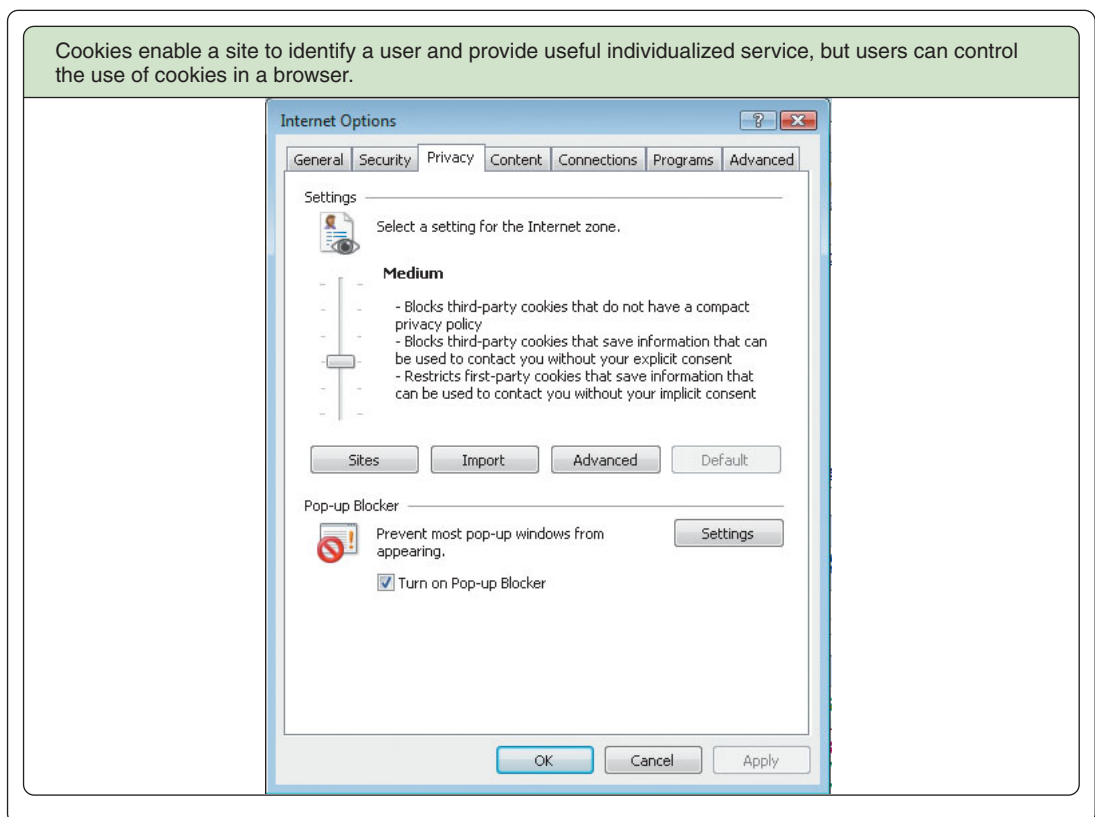 Cookies enable a site to identify a user and provide useful individualized service, but users can control
the use of cookies in a browser.
Internet Options
General Security Privacy Content Connections Programs Advanced
Settings
Select a setting for the Internet zone.
Medium
- Blocks third-party cookies that do not have a compact
privacy policy
- Blocks third-party cookies that save information that can
be used to contact you without your explicit consent
- Restricts first-party cookies that save information that
can be used to contact you without your implicit consent
Sites Import Advanced Default
Pop-up Blocker
Prevent most pop-up windows from
appearing.
Settings
Turn on Pop-up Blocker
OK Cancel Apply